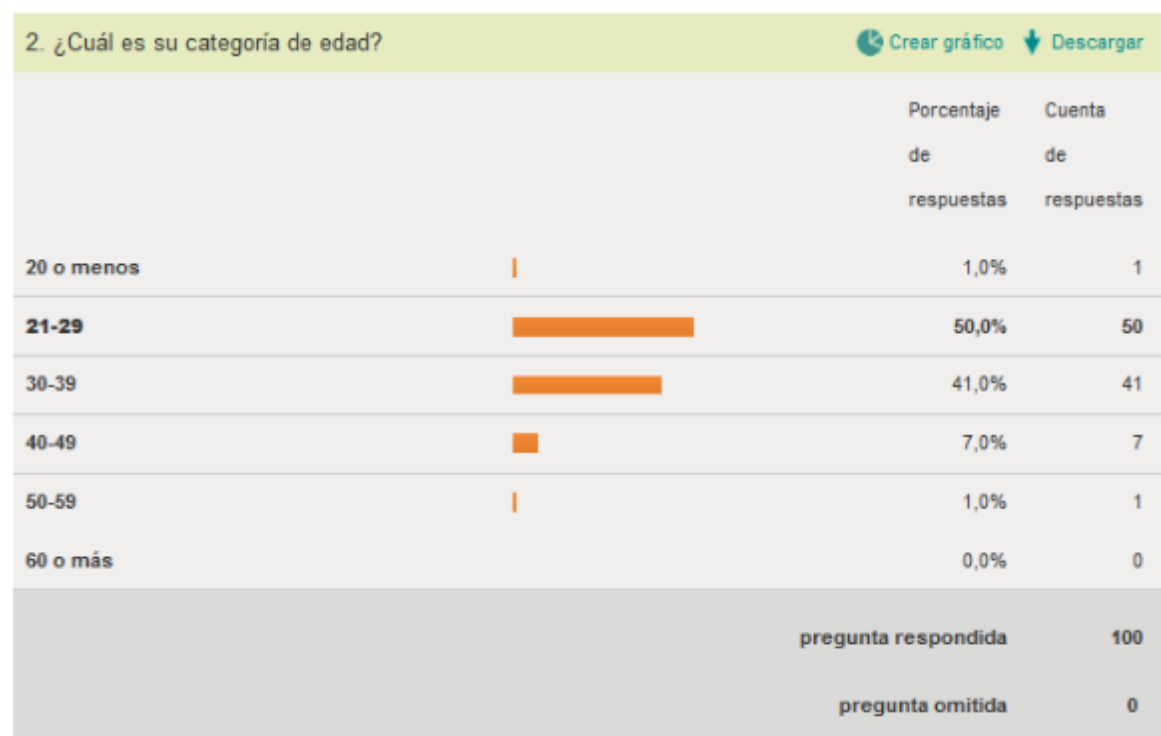 2. ¿Cuál es su categoría de edad? Crear gráfico Descargar
Porcentaje Cuenta
de de
respuestas respuestas
20 o menos 1,0% 1
21-29 50,0% 50
30-39 41,0% 41
40-49 7,0% 7
50-59 1,0% 1
60 o más 0,0% 0
pregunta respondida 100
pregunta omitida 0